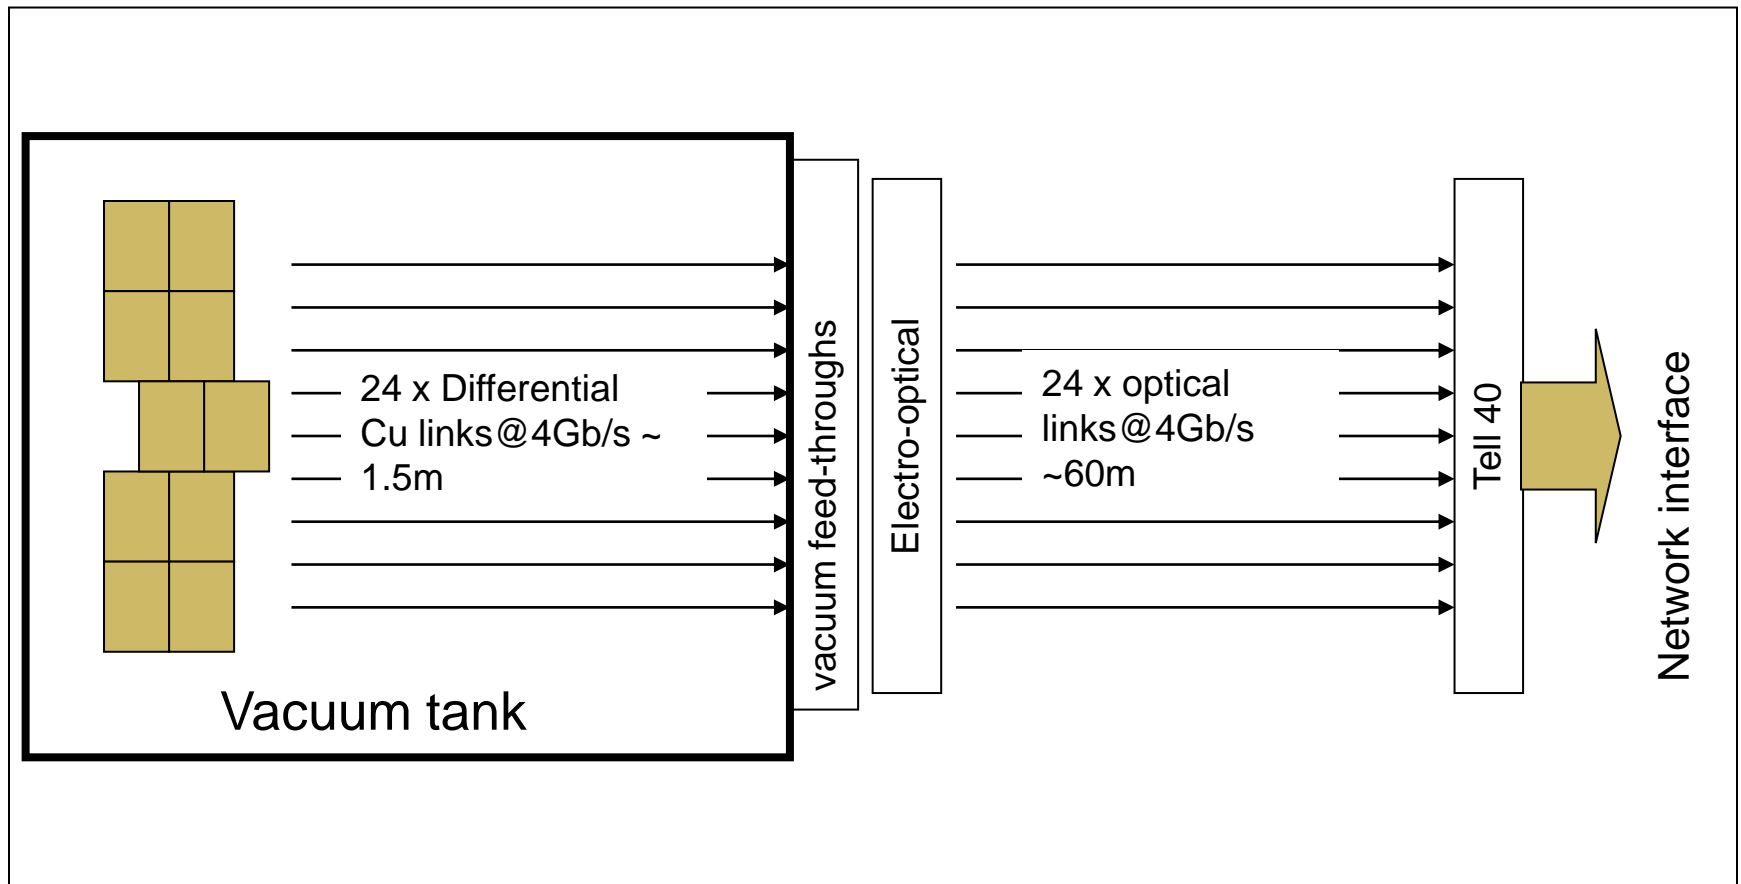 24 x Differential
Cu links@4Gb/s ~
1.5m
Vacuum tank
vacuum feed-throughs
Electro-optical
24 x optical
links@4Gb/s
~60m
Tell 40
Network interface